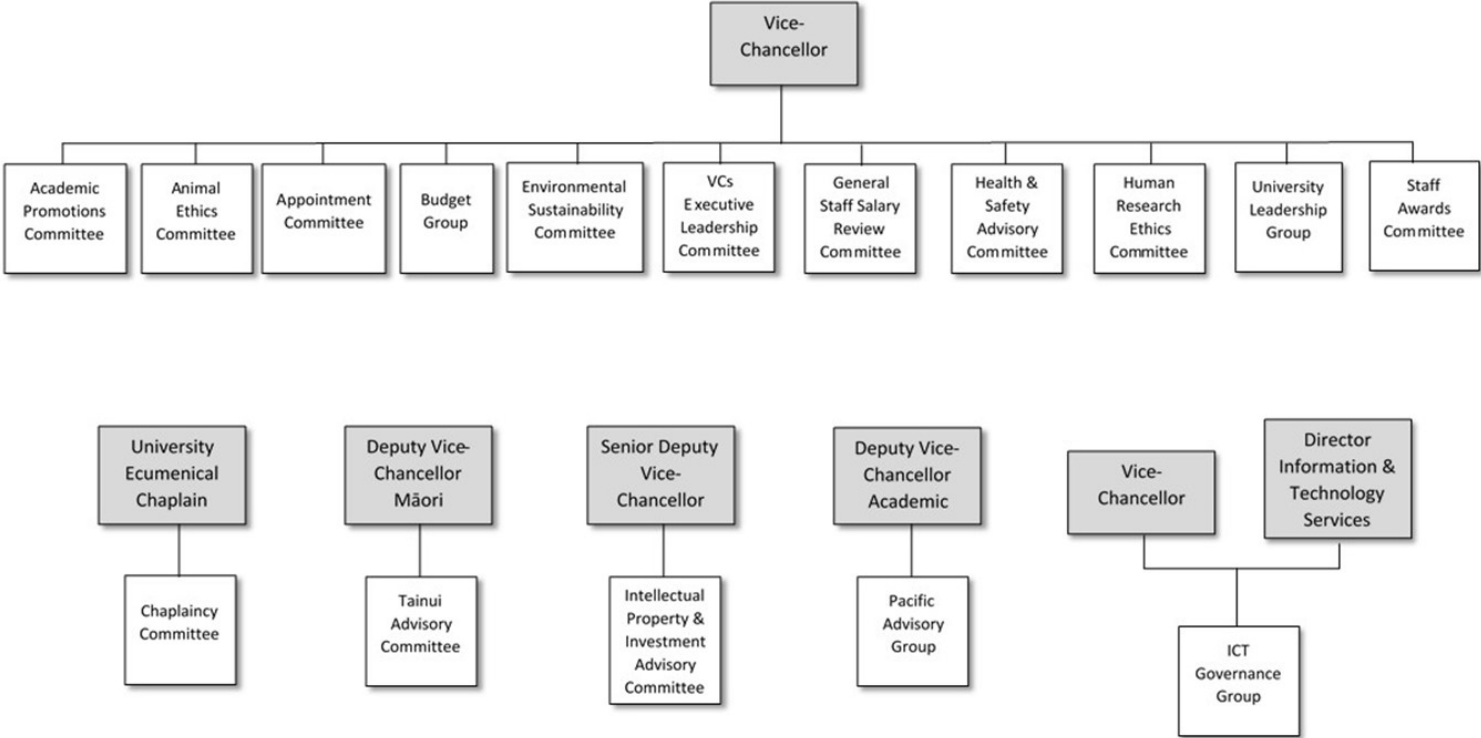 Vice-
Chancellor
Academic
Promotions
Committee
Animal
Ethics
Committee
Appointment
Committee
Budget
Group
Environmental
Sustainability
Committee
VCs
Executive
Leadership
Committee
General
Staff Salary
Review
Committee
Health &
Safety
Advisory
Committee
Human
Research
Ethics
Committee
University
Leadership
Group
Staff
Awards
Committee
University
Ecumenical
Chaplain
Deputy Vice-
Chancellor
Māori
Senior Deputy
Vice-
Chancellor
Deputy Vice-
Chancellor
Academic
Vice-
Chancellor
Director
Information &
Technology
Services
Chaplaincy
Committee
Tainui
Advisory
Committee
Intellectual
Property &
Investment
Advisory
Committee
Pacific
Advisory
Group
ICT
Governance
Group